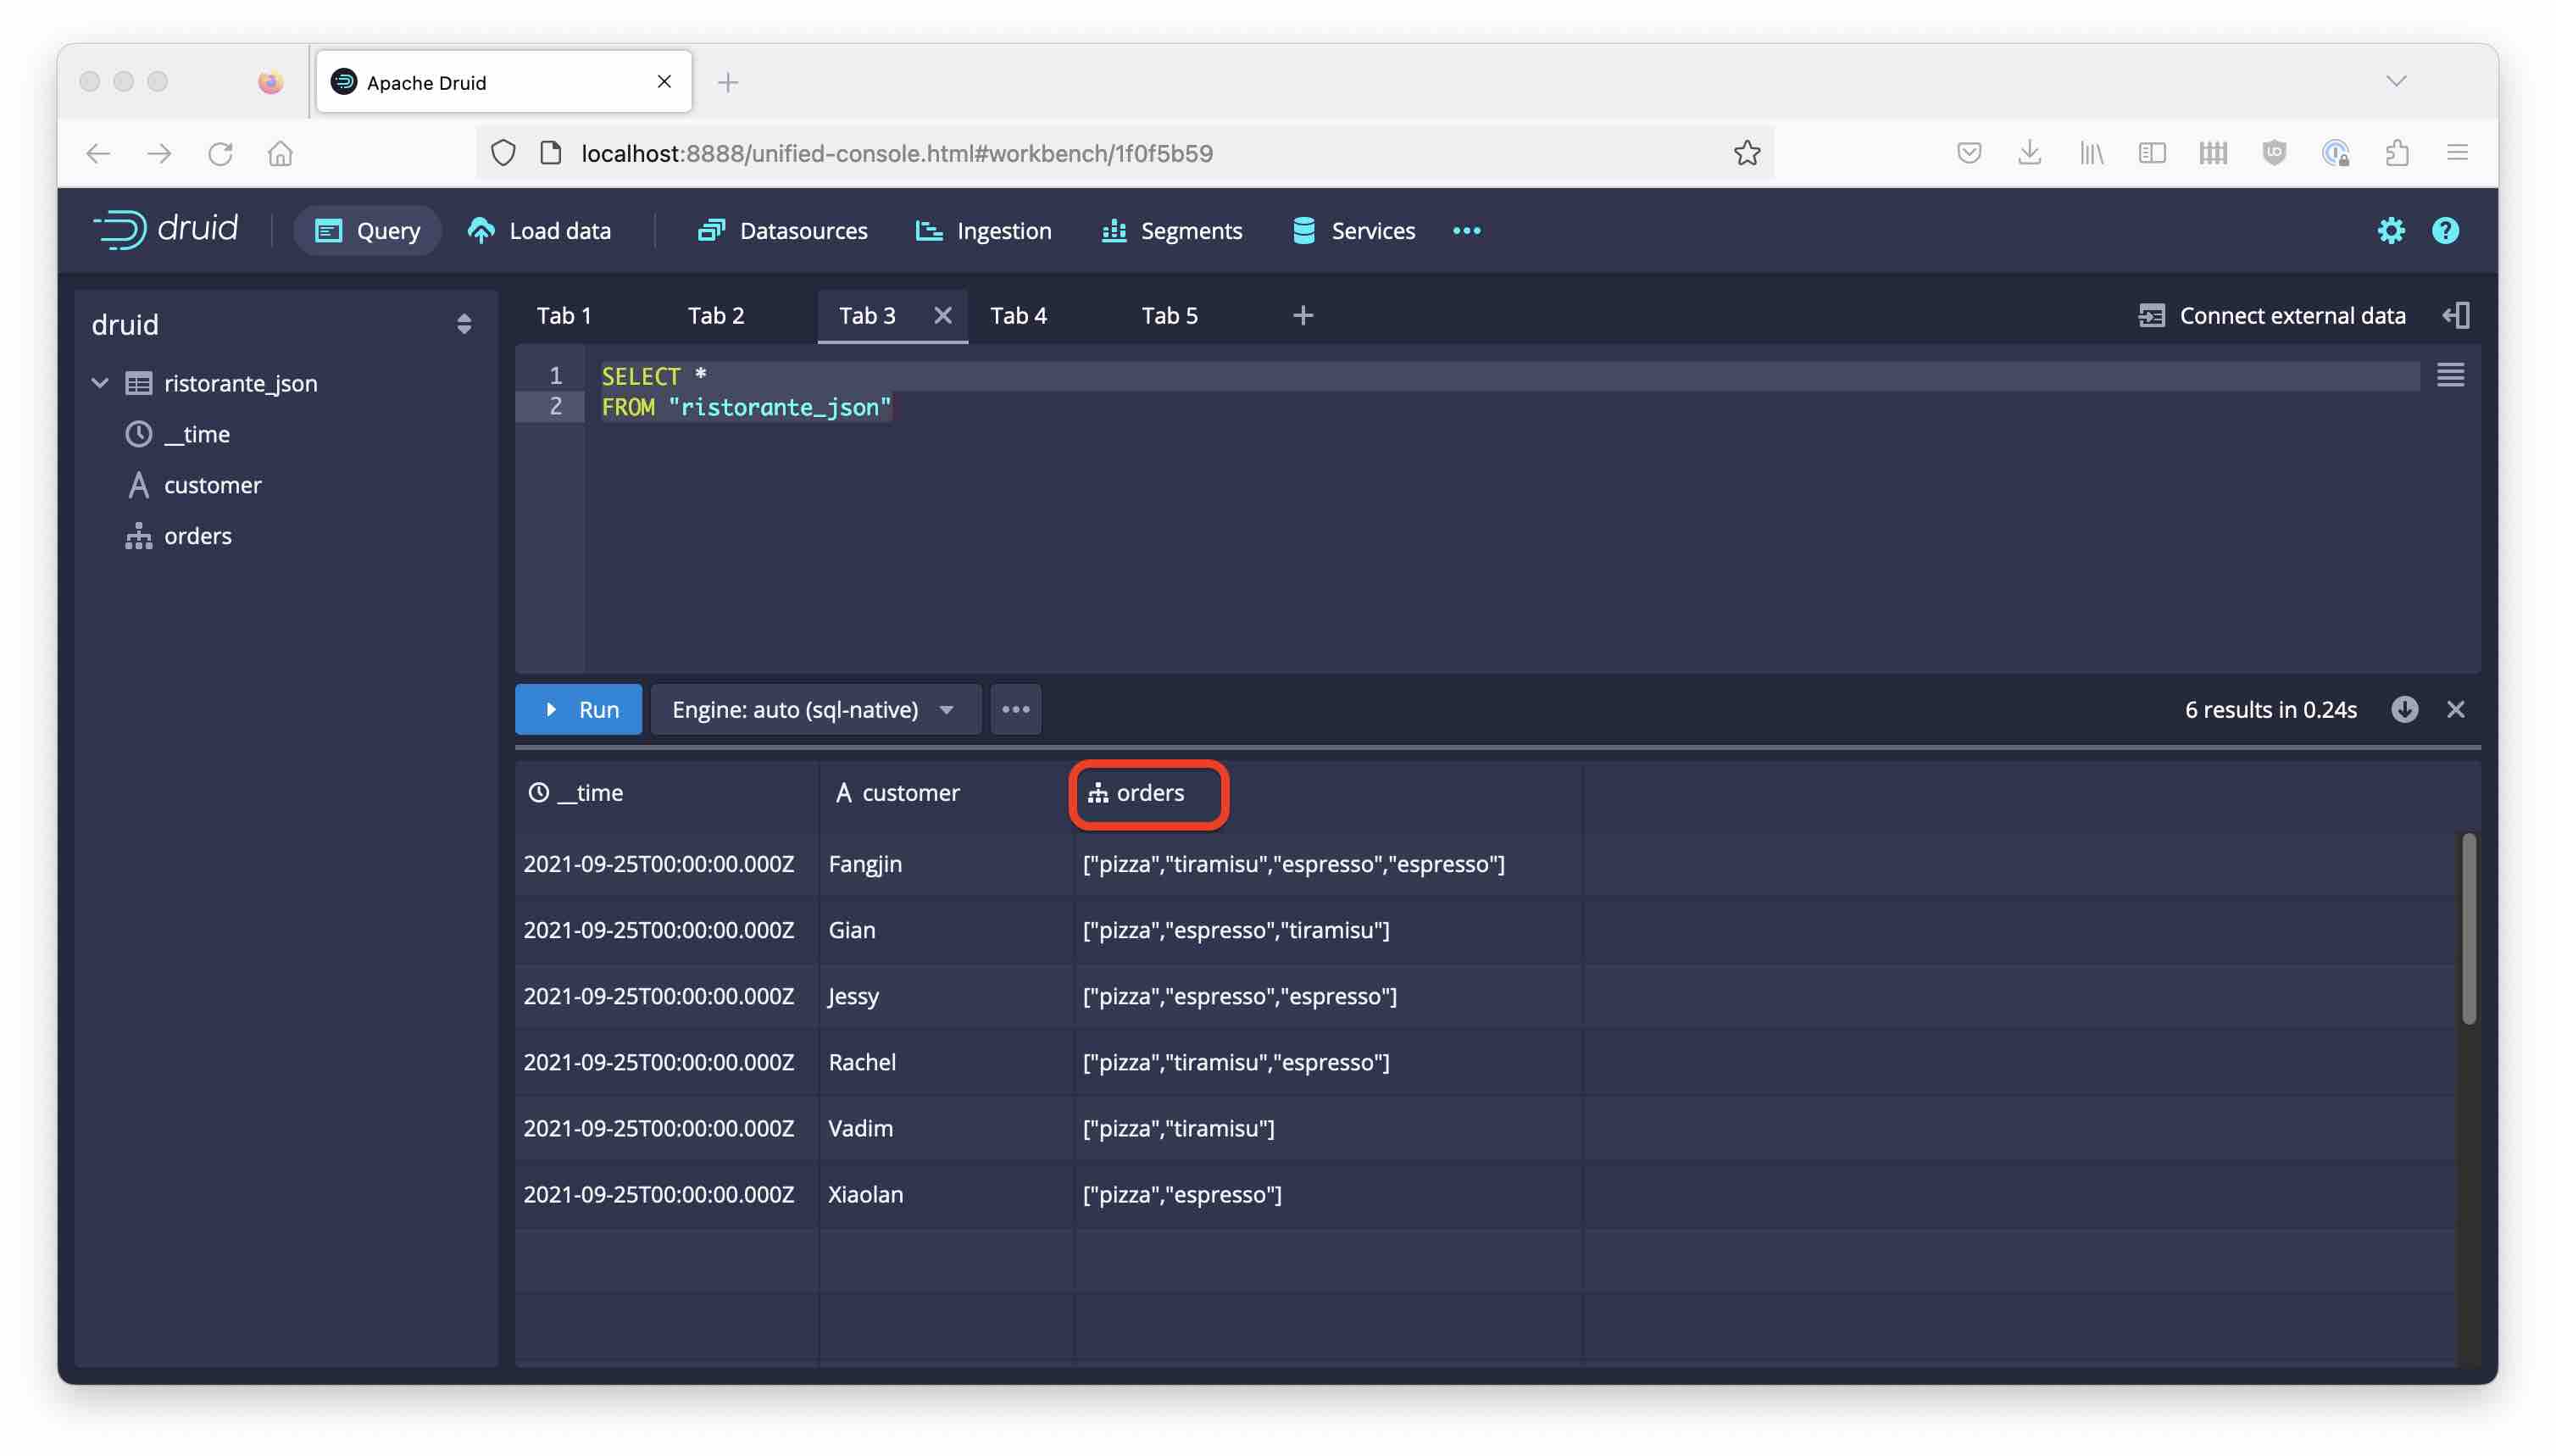 Apache Druid
localhost:8888/unified-console.html#workbench/1f0f5b59
druid Query Load data Datasources Ingestion Segments Services
druid
ristorante_json
__time
customer
orders
Tab 1 Tab 2 Tab 3 Tab 4 Tab 5 + Connect external data
1 SELECT *
2 FROM "ristorante_json"
Run Engine: auto (sql-native) 6 results in 0.24s
__time customer orders
2021-09-25T00:00:00.000Z Fangjin ["pizza","tiramisu","espresso","espresso"]
2021-09-25T00:00:00.000Z Gian ["pizza","espresso","tiramisu"]
2021-09-25T00:00:00.000Z Jessy ["pizza","espresso","espresso"]
2021-09-25T00:00:00.000Z Rachel ["pizza","tiramisu","espresso"]
2021-09-25T00:00:00.000Z Vadim ["pizza","tiramisu"]
2021-09-25T00:00:00.000Z Xiaolan ["pizza","espresso"]